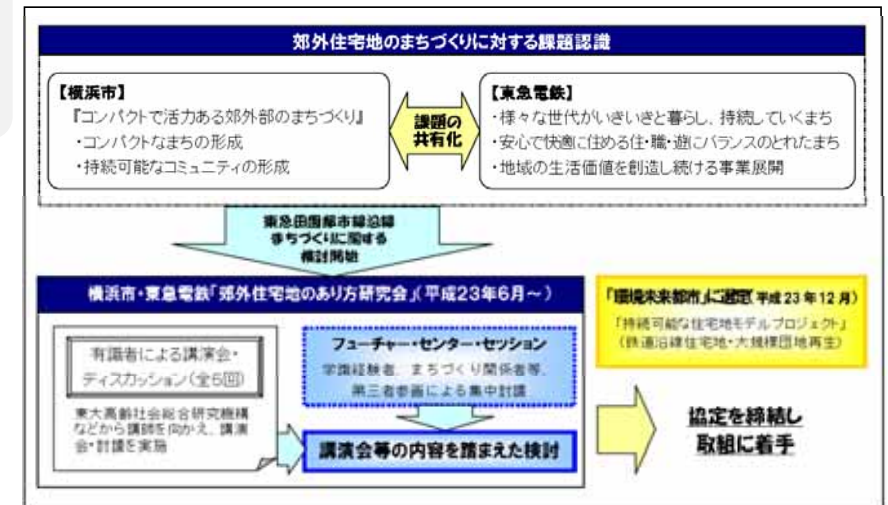 郊外住宅地のまちづくりに対する課題認識
【横浜市】
『コンパクトで活力ある郊外部のまちづくり』
・コンパクトなまちの形成
・持続可能なコミュニティの形成
課題の
共有化
【東急電鉄】
・様々な世代がいきいきと暮らし、持続していくまち
・安心で快適に住める住・職・遊にバランスのとれたまち
・地域の生活価値を創造し続ける事業展開
東急田園都市線沿線
まちづくりに関する
検討開始
横浜市・東急電鉄「郊外住宅地のあり方研究会」(平成23年6月～)
有識者による講演会・
ディスカッション(全5回)
東大高齢社会総合研究機構
などから講師を向かえ、講演
会・討議を実施
フューチャー・センター・セッション
学識経験者、まちづくり関係者等、
第三者参画による集中討議
講演会等の内容を踏まえた検討
「環境未来都市」に選定(平成23年12月)
「持続可能な住宅地モデルプロジェクト」
(鉄道沿線住宅地・大規模団地再生)
協定を締結し
取組に着手